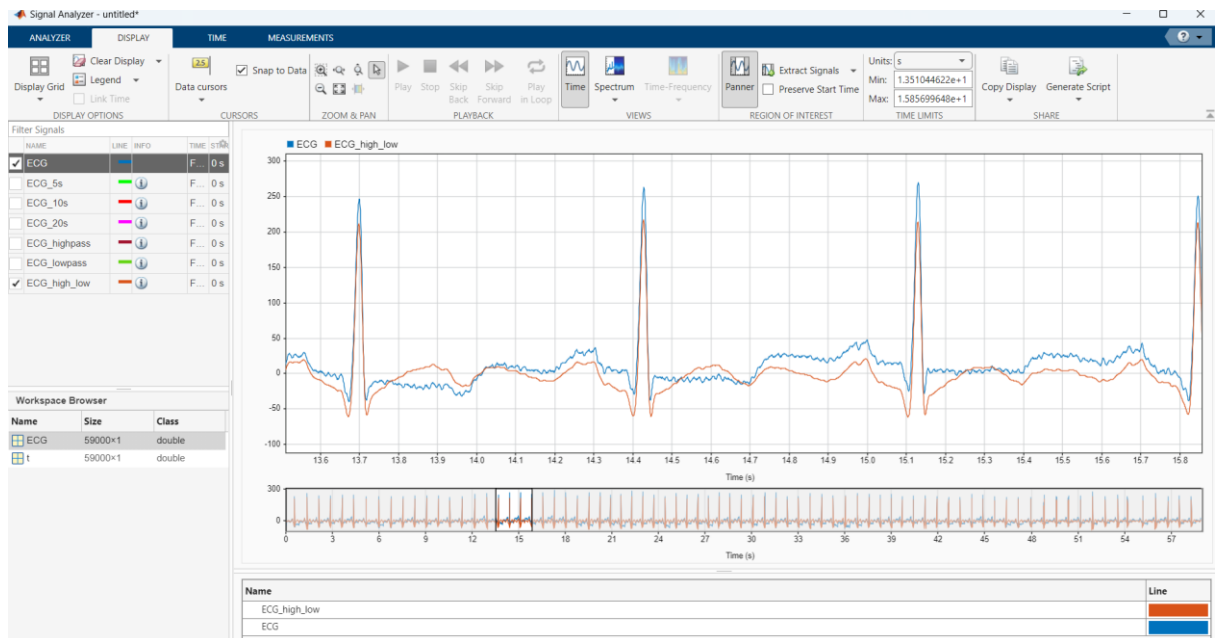 Signal Analyzer - untitled*
ANALYZER DISPLAY TIME MEASUREMENTS
Display Grid
Clear Display
Legend
Link Time
DISPLAY OPTIONS
2.5
Data cursors
Snap to Data
CURSORS
ZOOM & PAN
Play
Stop
Skip Back
Skip Forward
Play in Loop
PLAYBACK
Time
Spectrum
Time-Frequency
VIEWS
Panner
Extract Signals
Preserve Start Time
REGION OF INTEREST
Units: s
Min: 1.351044622e+1
Max: 1.585699648e+1
TIME LIMITS
Copy Display
Generate Script
SHARE
Filter Signals
NAME LINE INFO TIME
ECG F... 0 s
ECG_5s F... 0 s
ECG_10s F... 0 s
ECG_20s F... 0 s
ECG_highpass F... 0 s
ECG_lowpass F... 0 s
ECG_high_low F... 0 s
Workspace Browser
Name Size Class
ECG 59000×1 double
t 59000×1 double
ECG ECG_high_low
300
250
200
150
100
50
0
-50
-100
13.6 13.7 13.8 13.9 14.0 14.1 14.2 14.3 14.4 14.5 14.6 14.7 14.8 14.9 15.0 15.1 15.2 15.3 15.4 15.5 15.6 15.7 15.8
Time (s)
300
0
0 3 6 9 12 15 18 21 24 27 30 33 36 39 42 45 48 51 54 57
Time (s)
Name Line
ECG_high_low
ECG